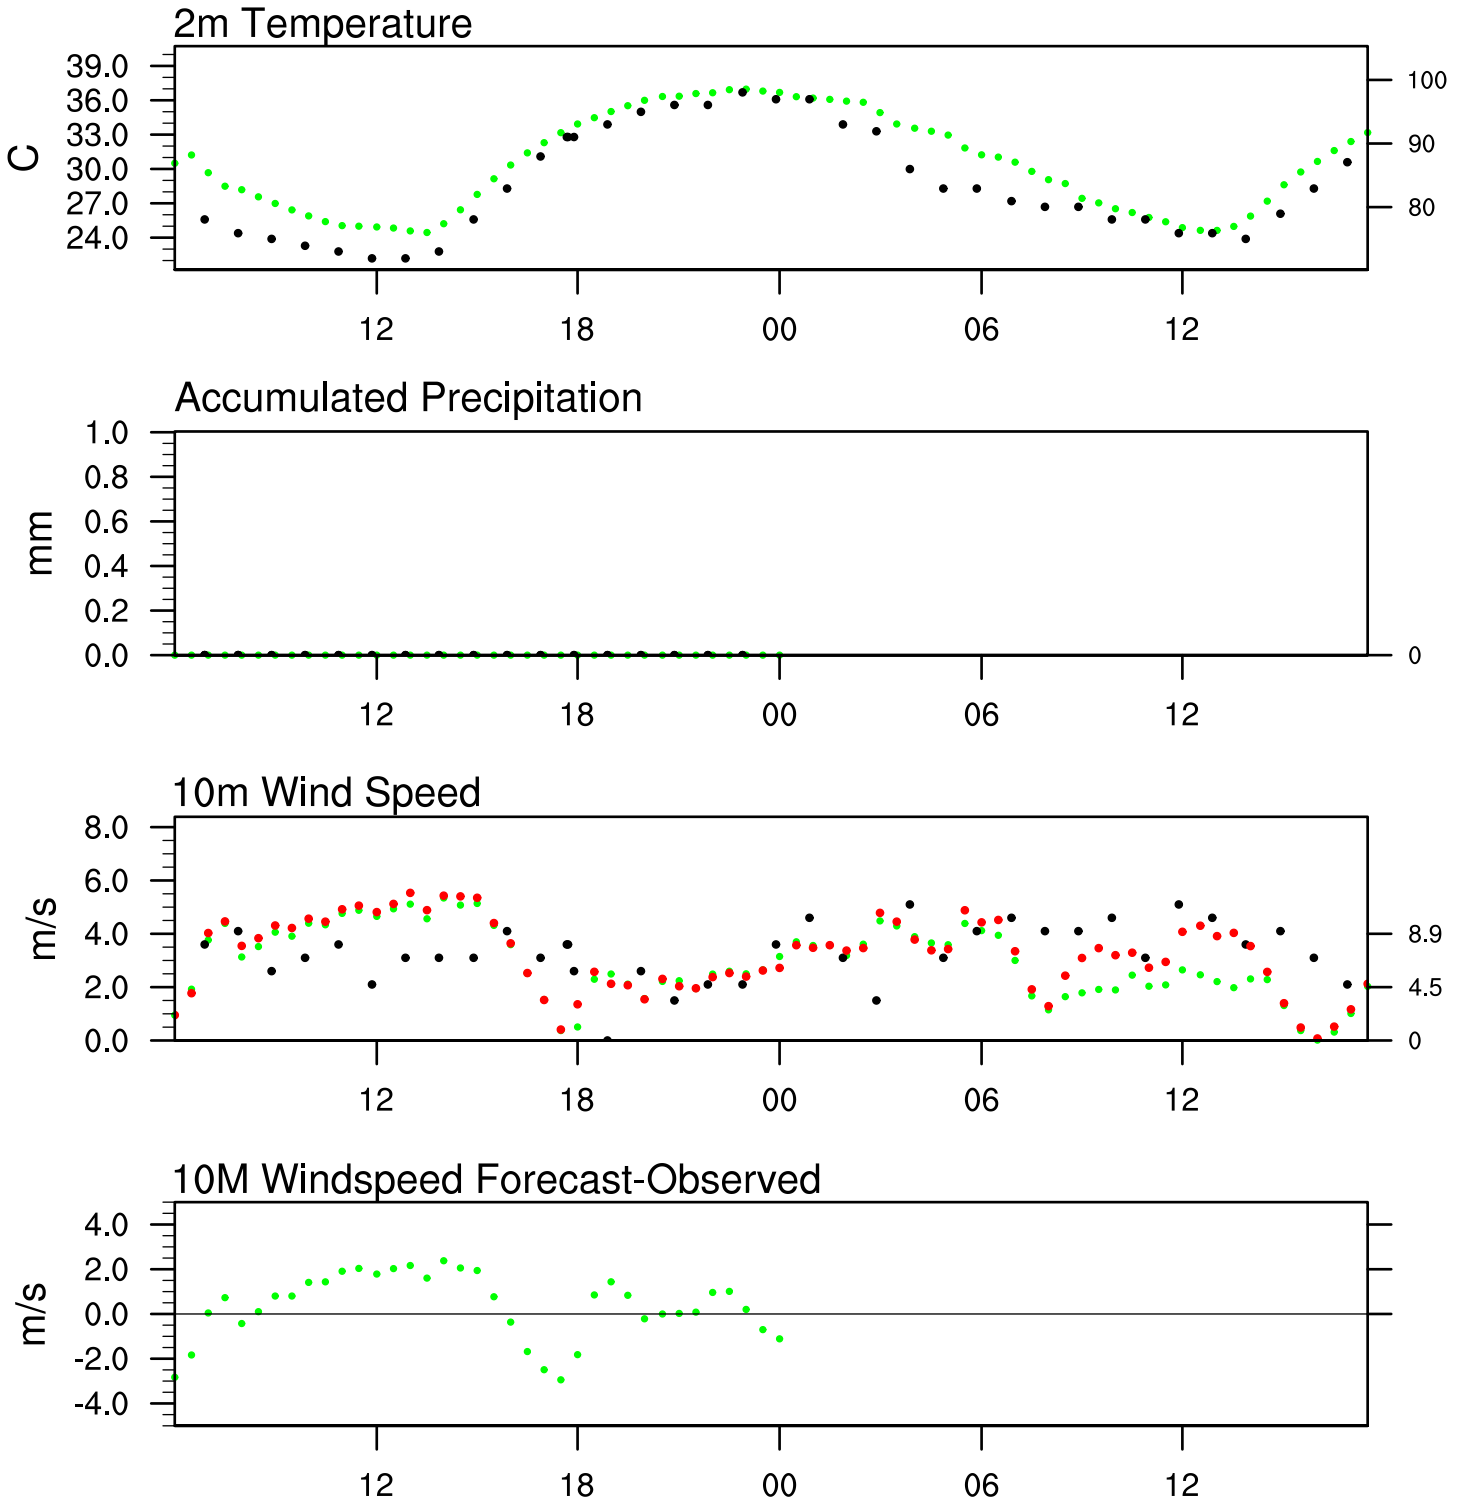 2m Temperature
39.0
36.0
33.0
30.0
27.0
24.0
C
100
90
80
12 18 00 06 12
Accumulated Precipitation
1.0
0.8
0.6
0.4
0.2
0.0
mm
0
12 18 00 06 12
10m Wind Speed
8.0
6.0
4.0
2.0
0.0
m/s
8.9
4.5
0
12 18 00 06 12
10M Windspeed Forecast-Observed
4.0
2.0
0.0
-2.0
-4.0
m/s
12 18 00 06 12